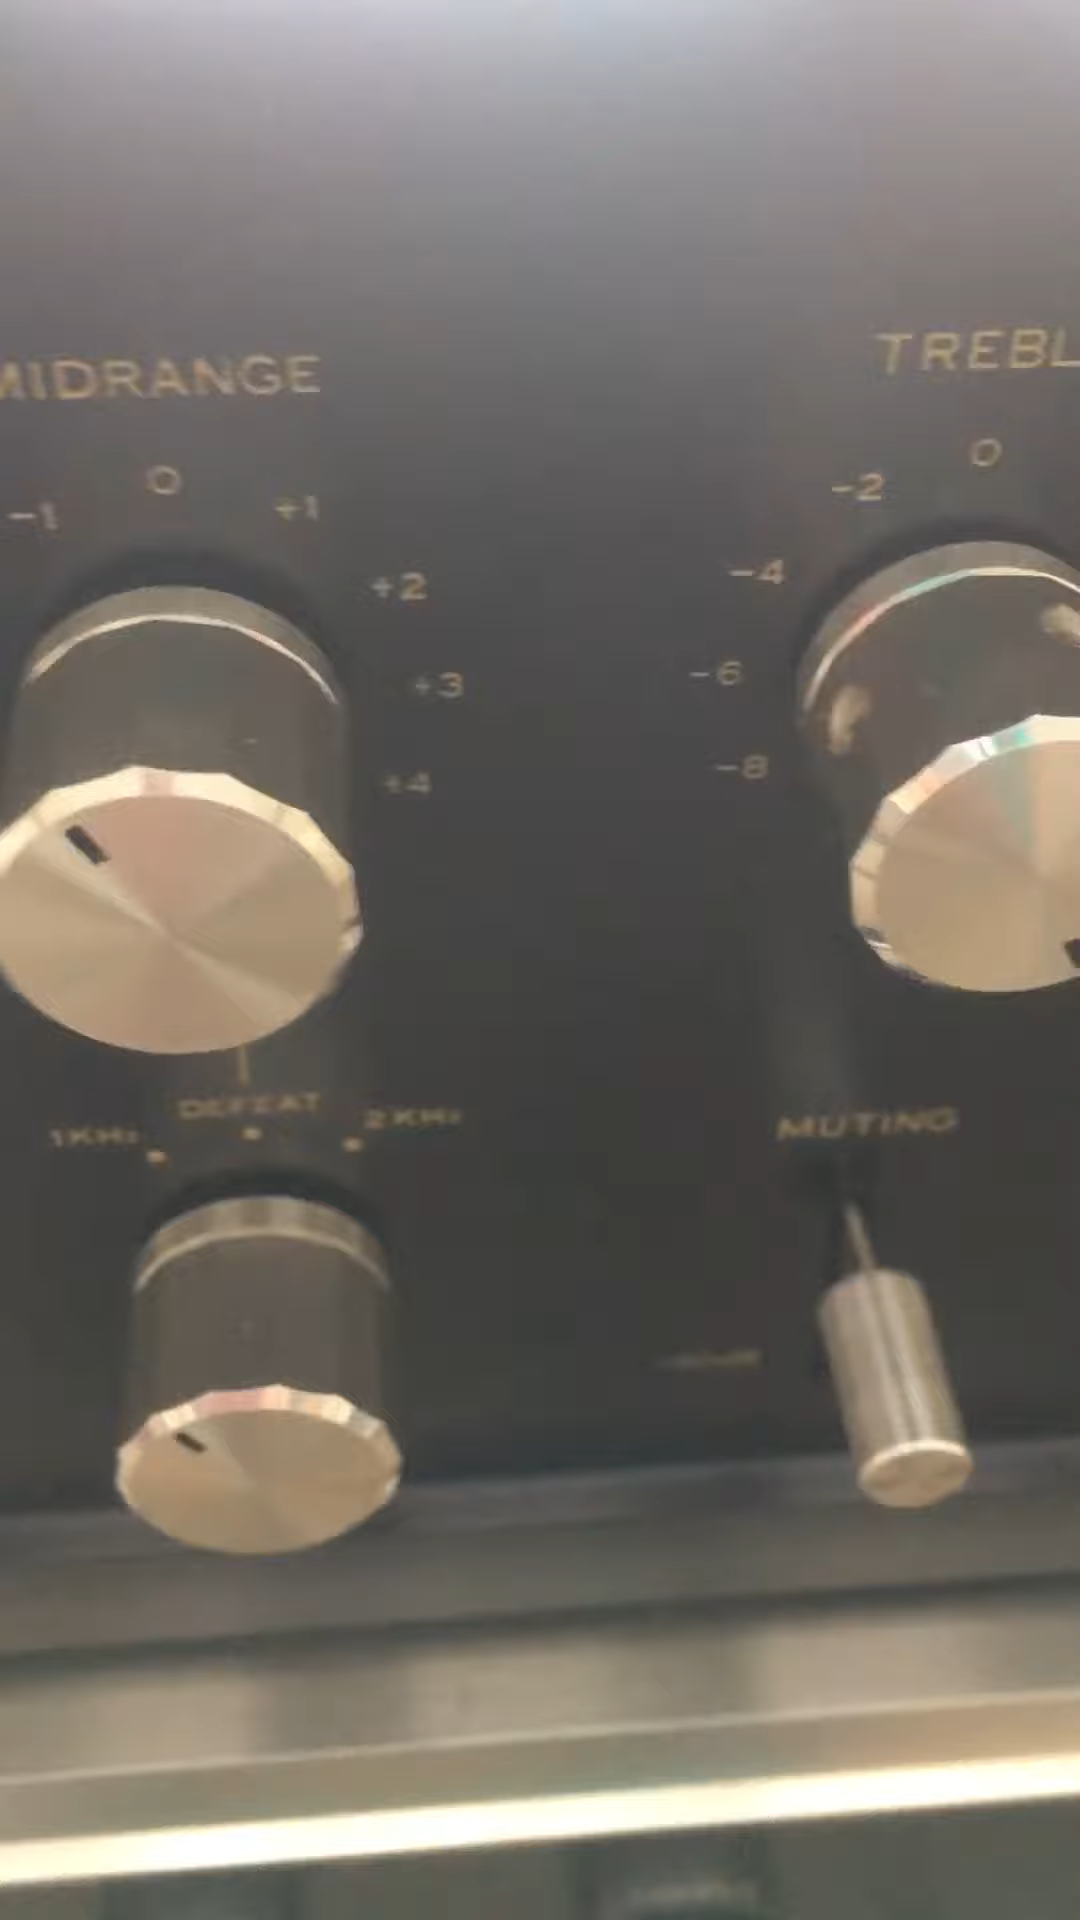 MIDRANGE
-1 0 +1
+2
+3
+4
TREBL
-2 0
-4
-6
-8
1KHz DEFEAT 2KHz
MUTING